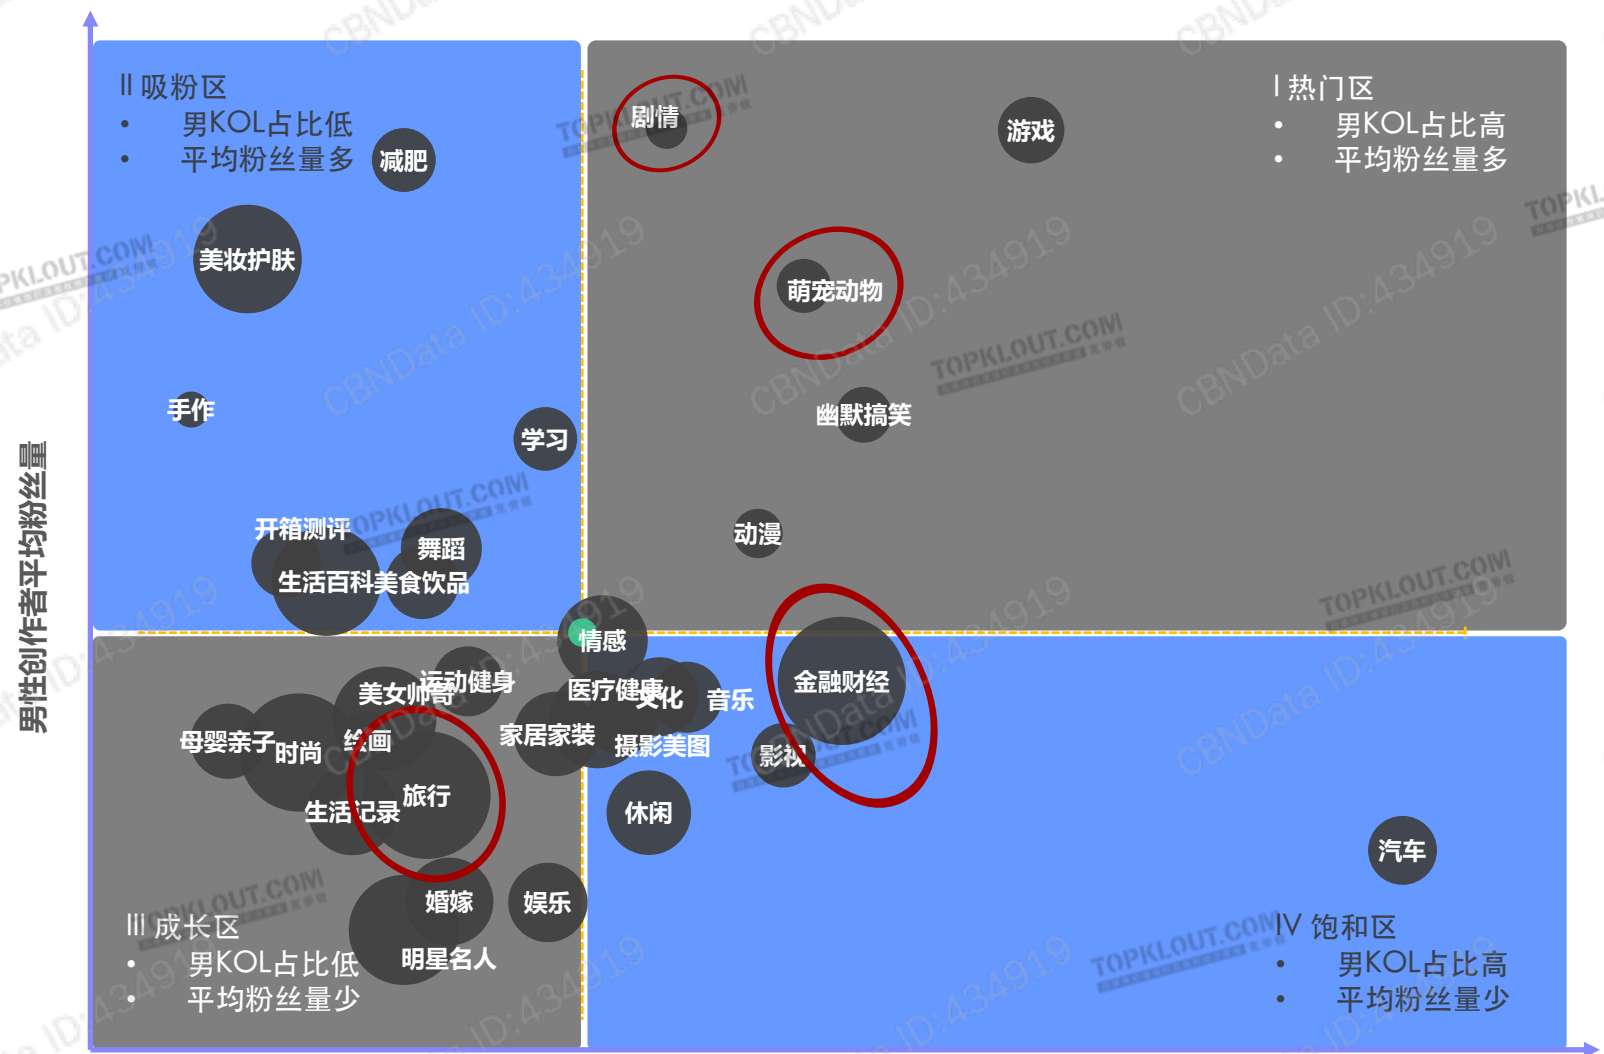 II 吸粉区
• 男KOL占比低
• 平均粉丝量多
I 热门区
• 男KOL占比高
• 平均粉丝量多
剧情
游戏
减肥
美妆护肤
萌宠动物
手作
幽默搞笑
学习
开箱测评
舞蹈
动漫
生活百科
美食饮品
男性创作者平均粉丝量
情感
运动健身
美女帅哥
医疗健康
文化
音乐
金融财经
母婴亲子
时尚
绘画
家居家装
摄影美图
影视
旅行
生活记录
休闲
汽车
婚嫁
娱乐
明星名人
III 成长区
• 男KOL占比低
• 平均粉丝量少
IV 饱和区
• 男KOL占比高
• 平均粉丝量少
TOPKLOUT.COM
CBNData ID:434919